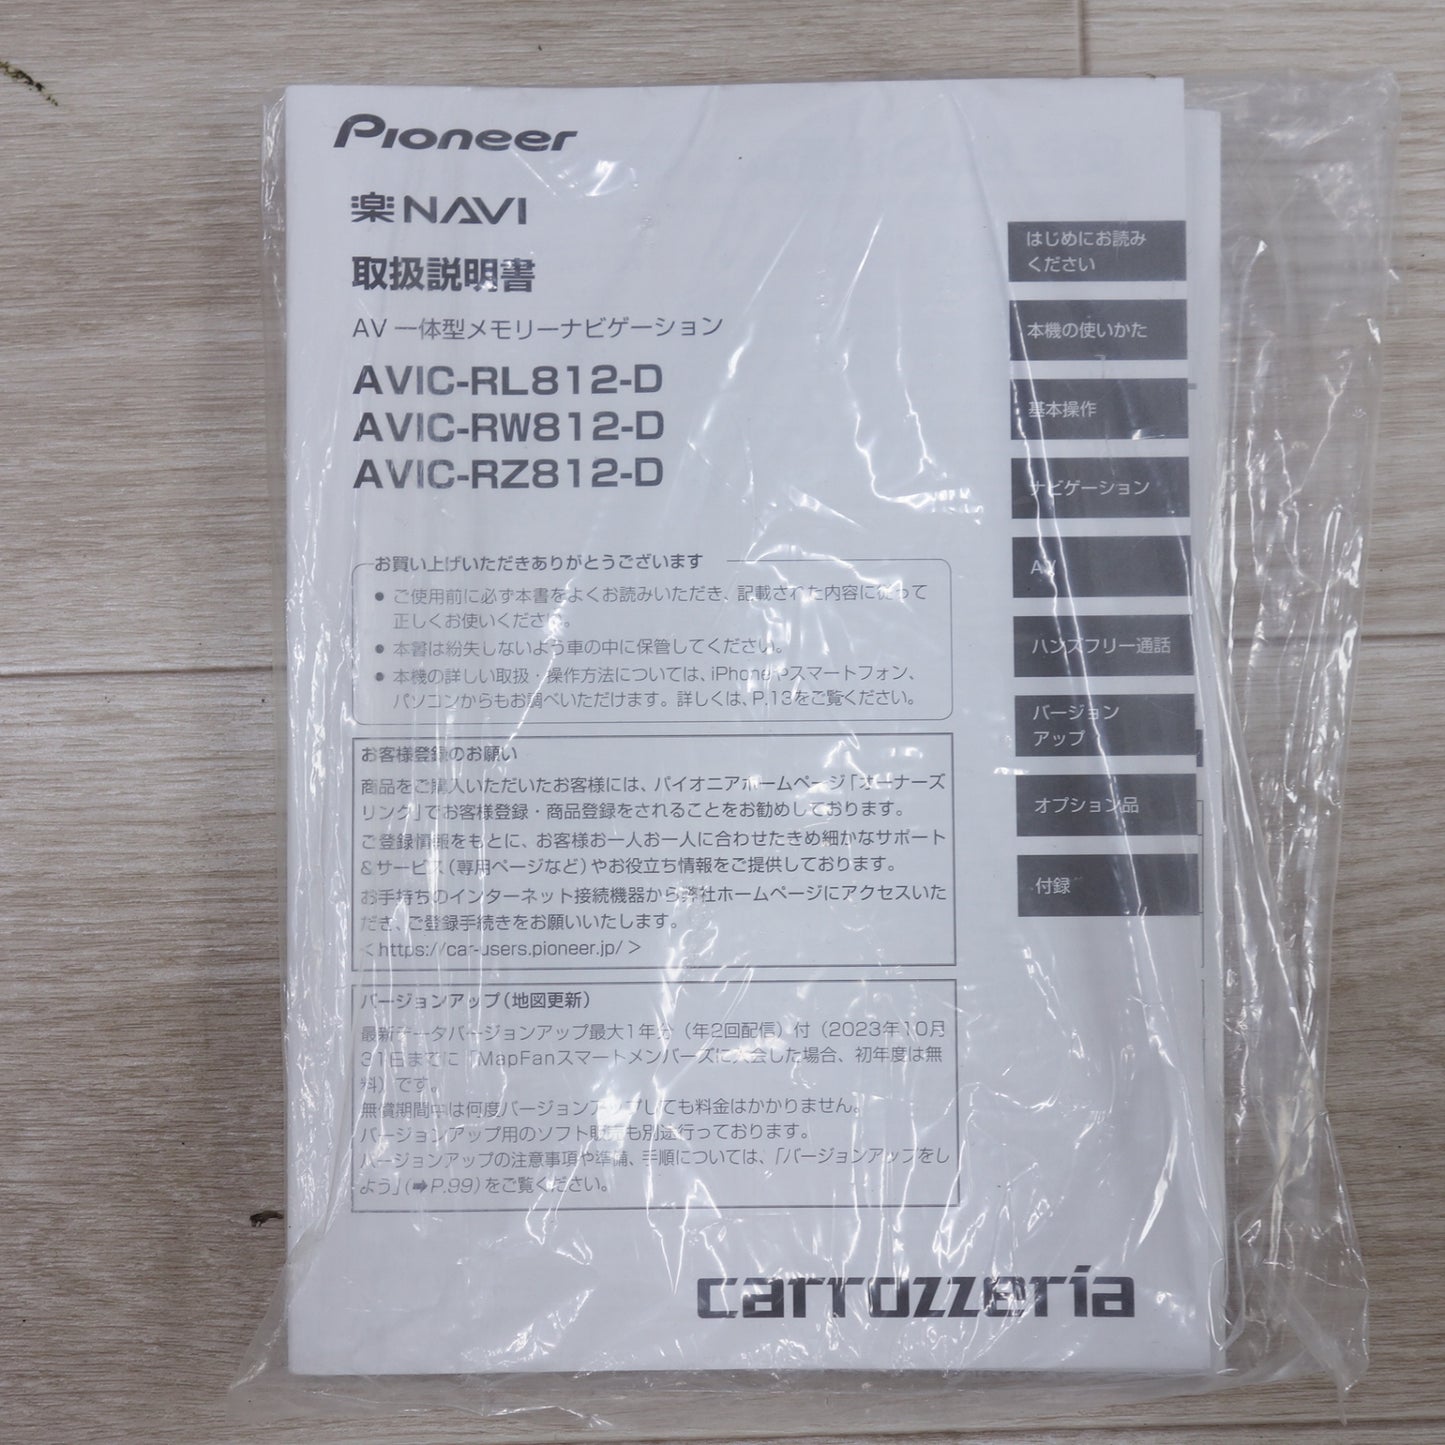 Pioneer
楽NAVI
取扱説明書
AV 一体型メモリーナビゲーション
AVIC-RL812-D
AVIC-RW812-D
AVIC-RZ812-D
お買い上げいただきありがとうございます
● ご使用前に必ず本書をよくお読みいただき、記載された内容に従って
正しくお使いください。
● 本書は紛失しないよう車の中に保管してください。
● 本機の詳しい取扱・操作方法については、iPhoneやスマートフォン、
パソコンからもお調べいただけます。詳しくは、P.13をご覧ください。
お客様登録のお願い
商品をご購入いただいたお客様には、パイオニアホームページ「オーナーズ
リンク」でお客様登録・商品登録をされることをお勧めしております。
ご登録情報をもとに、お客様お一人お一人に合わせたきめ細かなサポート
&サービス（専用ページなど）やお役立ち情報をご提供しております。
お手持ちのインターネット接続機器から弊社ホームページにアクセスいた
だき、ご登録手続きをお願いいたします。
< https://car-users.pioneer.jp/ >
バージョンアップ（地図更新）
最新データバージョンアップ最大1年分（年2回配信）付（2023年10月
31日までに「MapFanスマートメンバーズに入会した場合、初年度は無
料）です。
無償期間中は何度バージョンアップしても料金はかかりません。
バージョンアップ用のソフト販売も別途行っております。
バージョンアップの注意事項や準備、手順については、「バージョンアップをし
よう」（➡P.99）をご覧ください。
carrozzeria
はじめにお読み
ください
本機の使いかた
基本操作
ナビゲーション
AV
ハンズフリー通話
バージョン
アップ
オプション品
付録